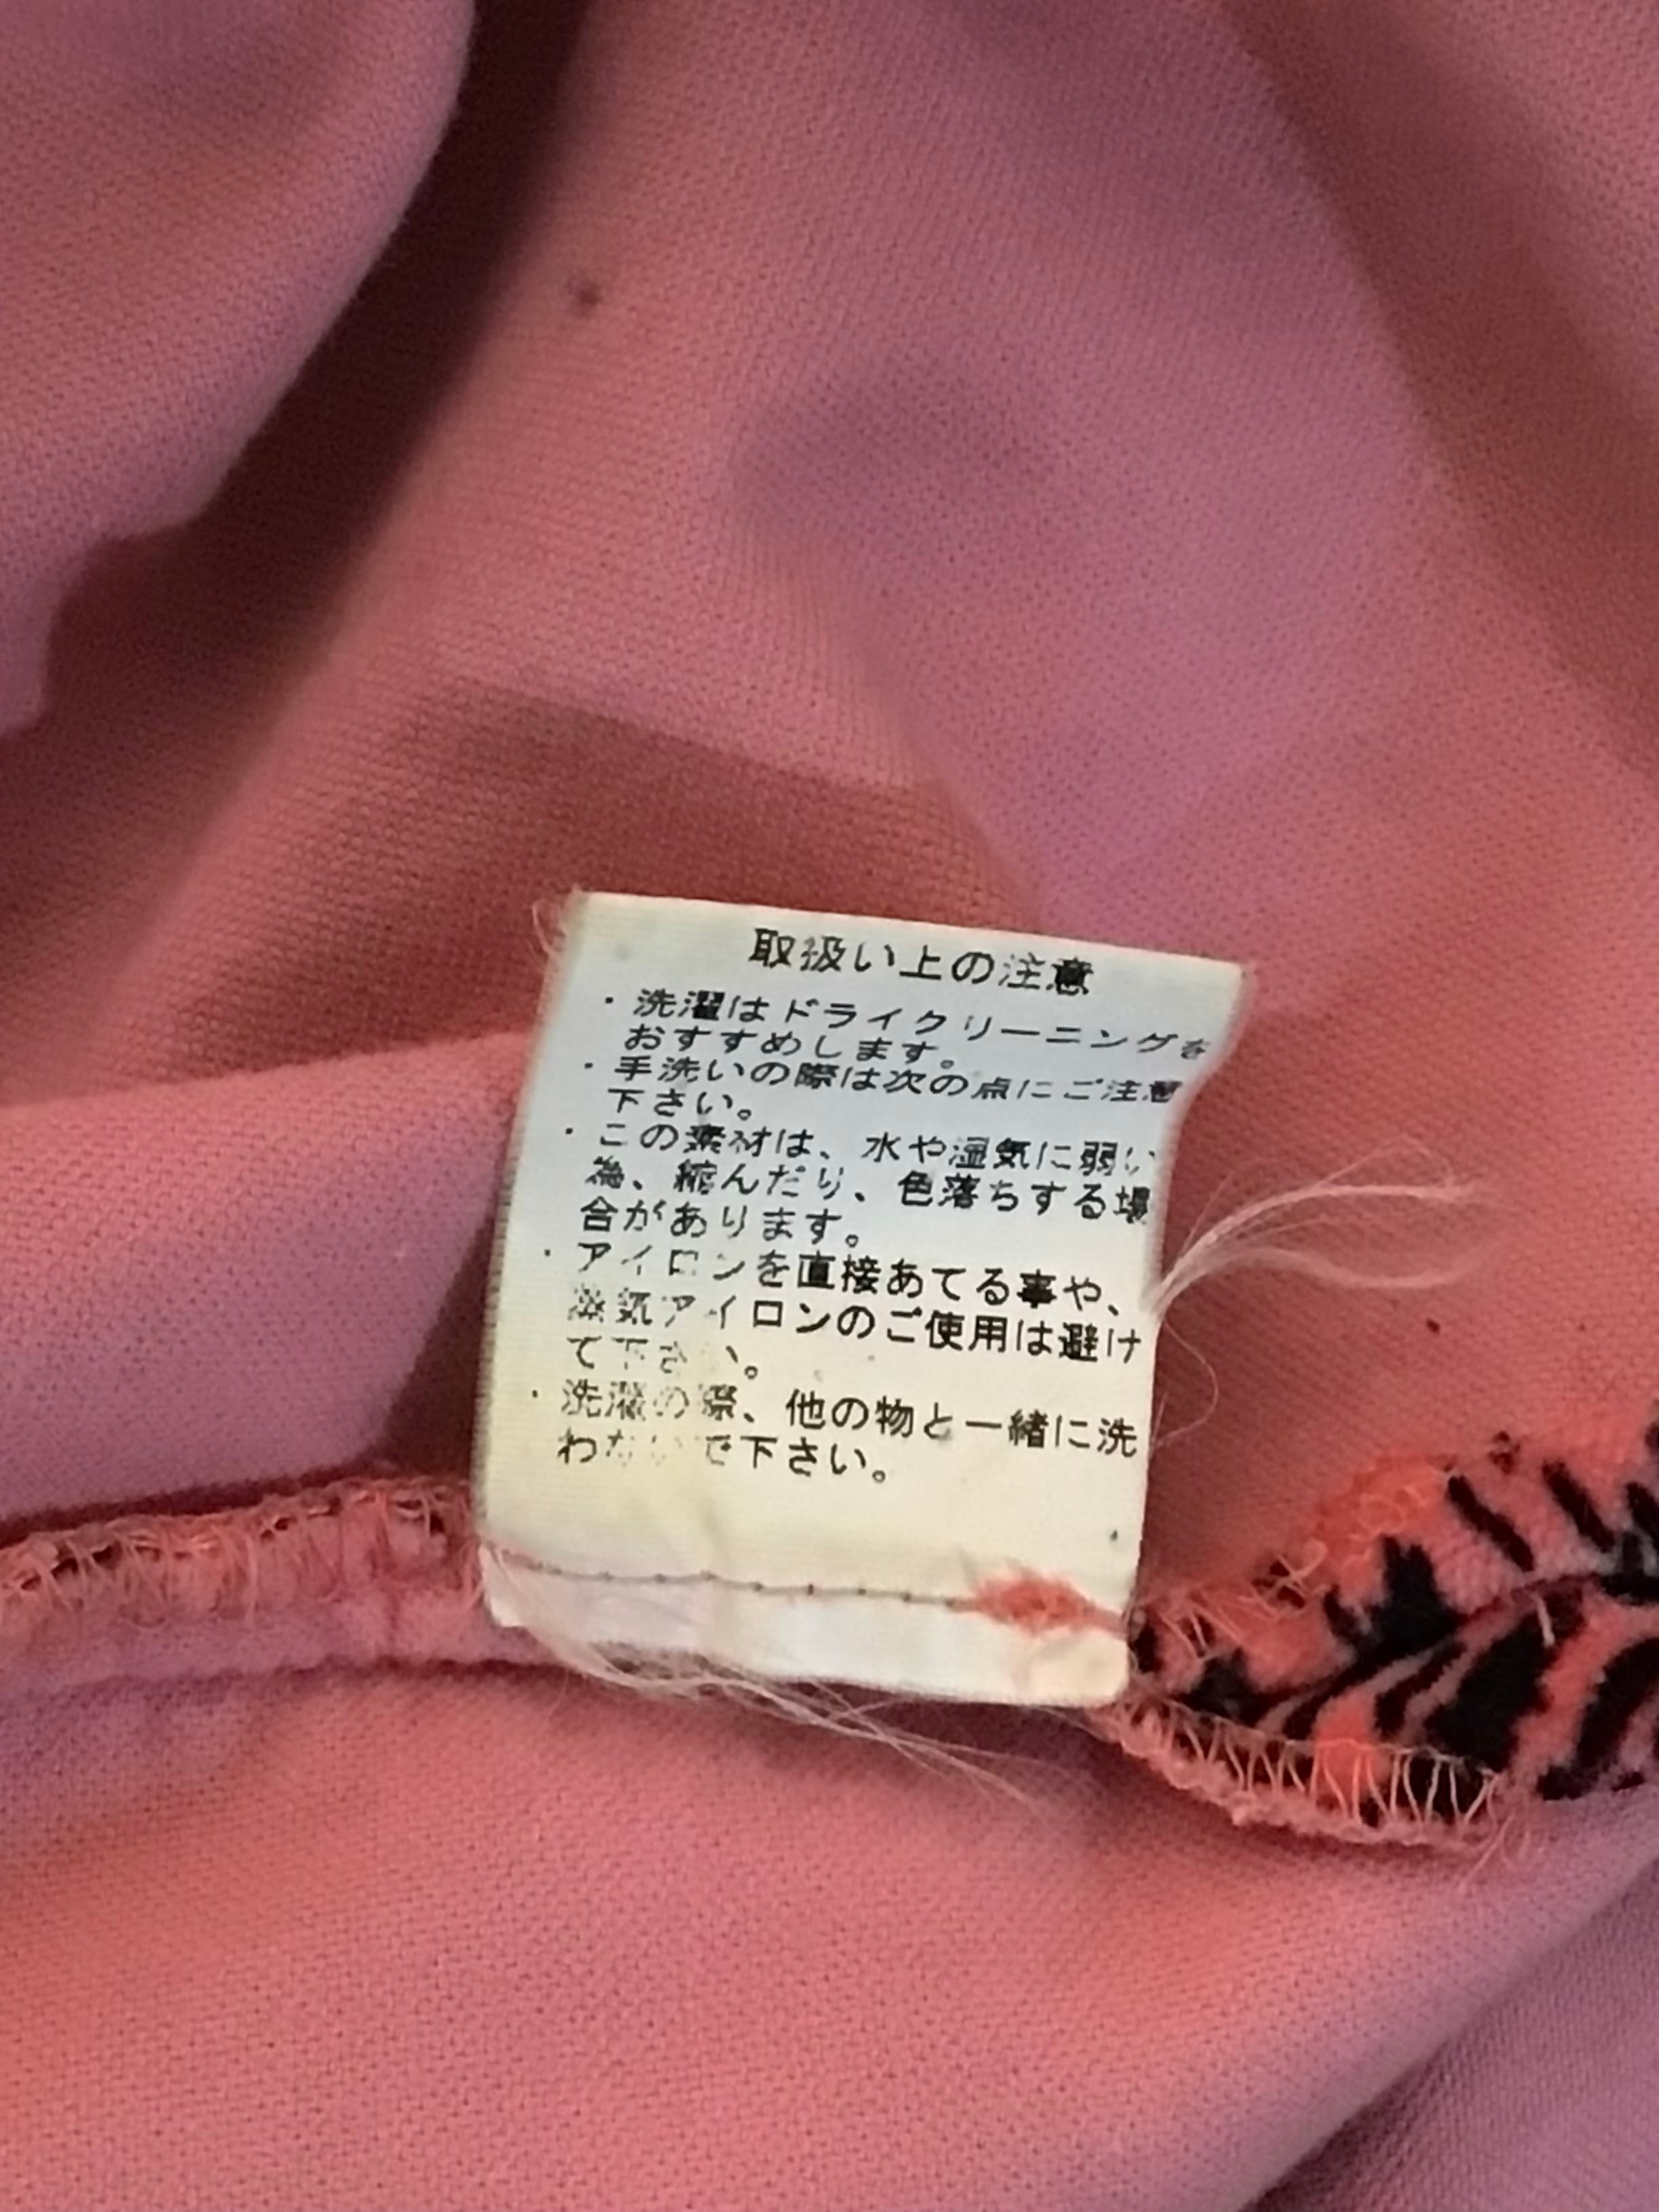 取扱い上の注意
・洗濯はドライクリーニングを
おすすめします。
・手洗いの際は次の点にご注意
下さい。
・この素材は、水や湿気に弱い
為、縮んだり、色落ちする場
合があります。
・アイロンを直接あてる事や、
蒸気アイロンのご使用は避け
て下さい。
・洗濯の際、他の物と一緒に洗
わないで下さい。